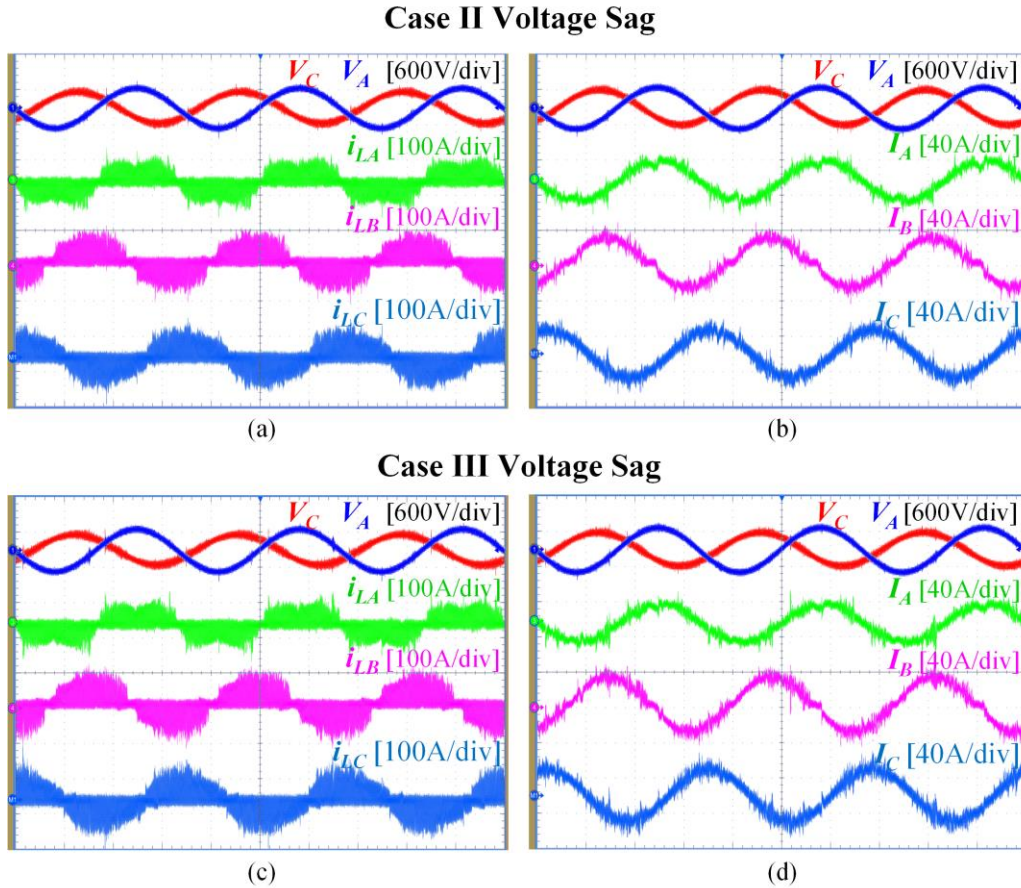 Case II Voltage Sag
V_C V_A [600V/div]
i_LA [100A/div]
i_LB [100A/div]
i_LC [100A/div]
(a)
V_C V_A [600V/div]
I_A [40A/div]
I_B [40A/div]
I_C [40A/div]
(b)
Case III Voltage Sag
V_C V_A [600V/div]
i_LA [100A/div]
i_LB [100A/div]
i_LC [100A/div]
(c)
V_C V_A [600V/div]
I_A [40A/div]
I_B [40A/div]
I_C [40A/div]
(d)